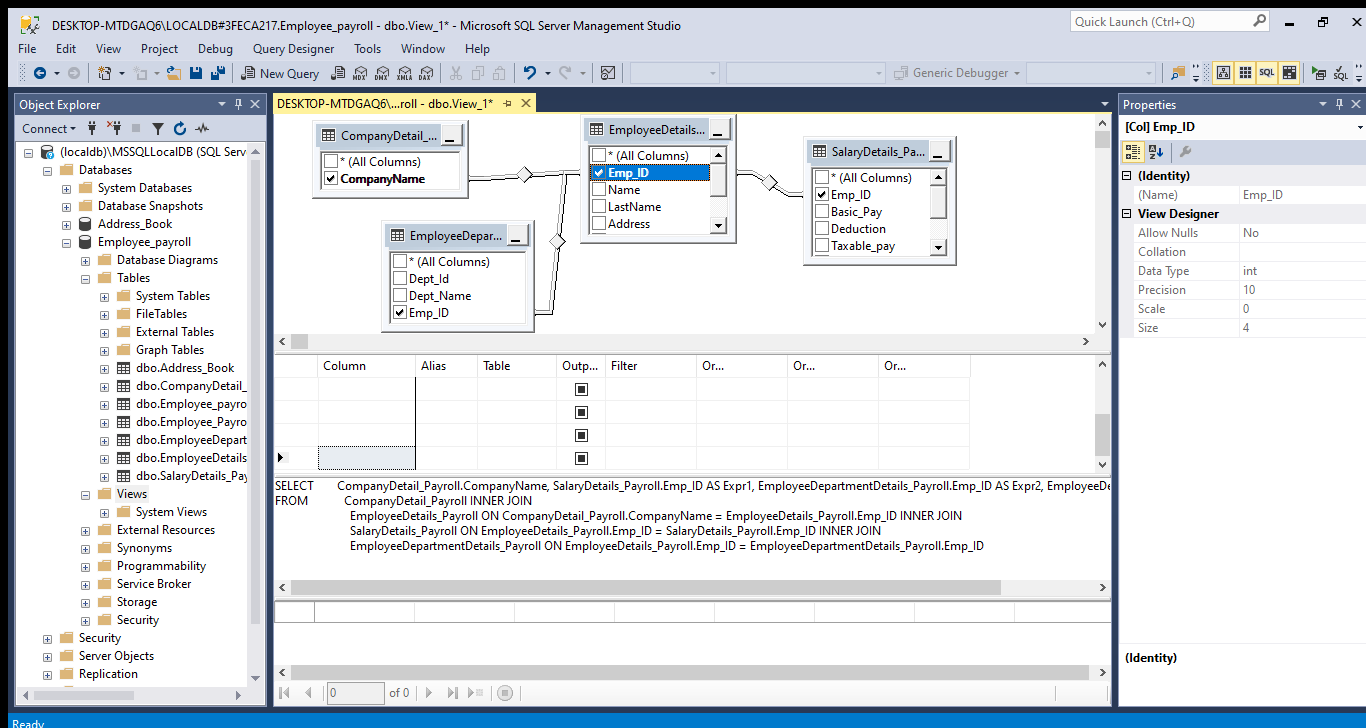 DESKTOP-MTDGAQ6\LOCALDB#3FECA217.Employee_payroll - dbo.View_1* - Microsoft SQL Server Management Studio
Quick Launch (Ctrl+Q)
File Edit View Project Debug Query Designer Tools Window Help
New Query MDX DMX XMLA DAX Generic Debugger SQL SQL
Object Explorer
Connect
(localdb)\MSSQLLocalDB (SQL Serv
Databases
System Databases
Database Snapshots
Address_Book
Employee_payroll
Database Diagrams
Tables
System Tables
FileTables
External Tables
Graph Tables
dbo.Address_Book
dbo.CompanyDetail_
dbo.Employee_payro
dbo.Employee_Payro
dbo.EmployeeDepart
dbo.EmployeeDetails
dbo.SalaryDetails_Pay
Views
System Views
External Resources
Synonyms
Programmability
Service Broker
Storage
Security
Security
Server Objects
Replication
DESKTOP-MTDGAQ6\...roll - dbo.View_1*
CompanyDetail_...
* (All Columns)
CompanyName
EmployeeDepar...
* (All Columns)
Dept_Id
Dept_Name
Emp_ID
EmployeeDetails...
* (All Columns)
Emp_ID
Name
LastName
Address
SalaryDetails_Pa...
* (All Columns)
Emp_ID
Basic_Pay
Deduction
Taxable_pay
Column Alias Table Outp... Filter Or... Or... Or...
SELECT CompanyDetail_Payroll.CompanyName, SalaryDetails_Payroll.Emp_ID AS Expr1, EmployeeDepartmentDetails_Payroll.Emp_ID AS Expr2, EmployeeDe
FROM CompanyDetail_Payroll INNER JOIN
EmployeeDetails_Payroll ON CompanyDetail_Payroll.CompanyName = EmployeeDetails_Payroll.Emp_ID INNER JOIN
SalaryDetails_Payroll ON EmployeeDetails_Payroll.Emp_ID = SalaryDetails_Payroll.Emp_ID INNER JOIN
EmployeeDepartmentDetails_Payroll ON EmployeeDetails_Payroll.Emp_ID = EmployeeDepartmentDetails_Payroll.Emp_ID
0 of 0
Properties
[Col] Emp_ID
(Identity)
(Name) Emp_ID
View Designer
Allow Nulls No
Collation
Data Type int
Precision 10
Scale 0
Size 4
(Identity)
Ready